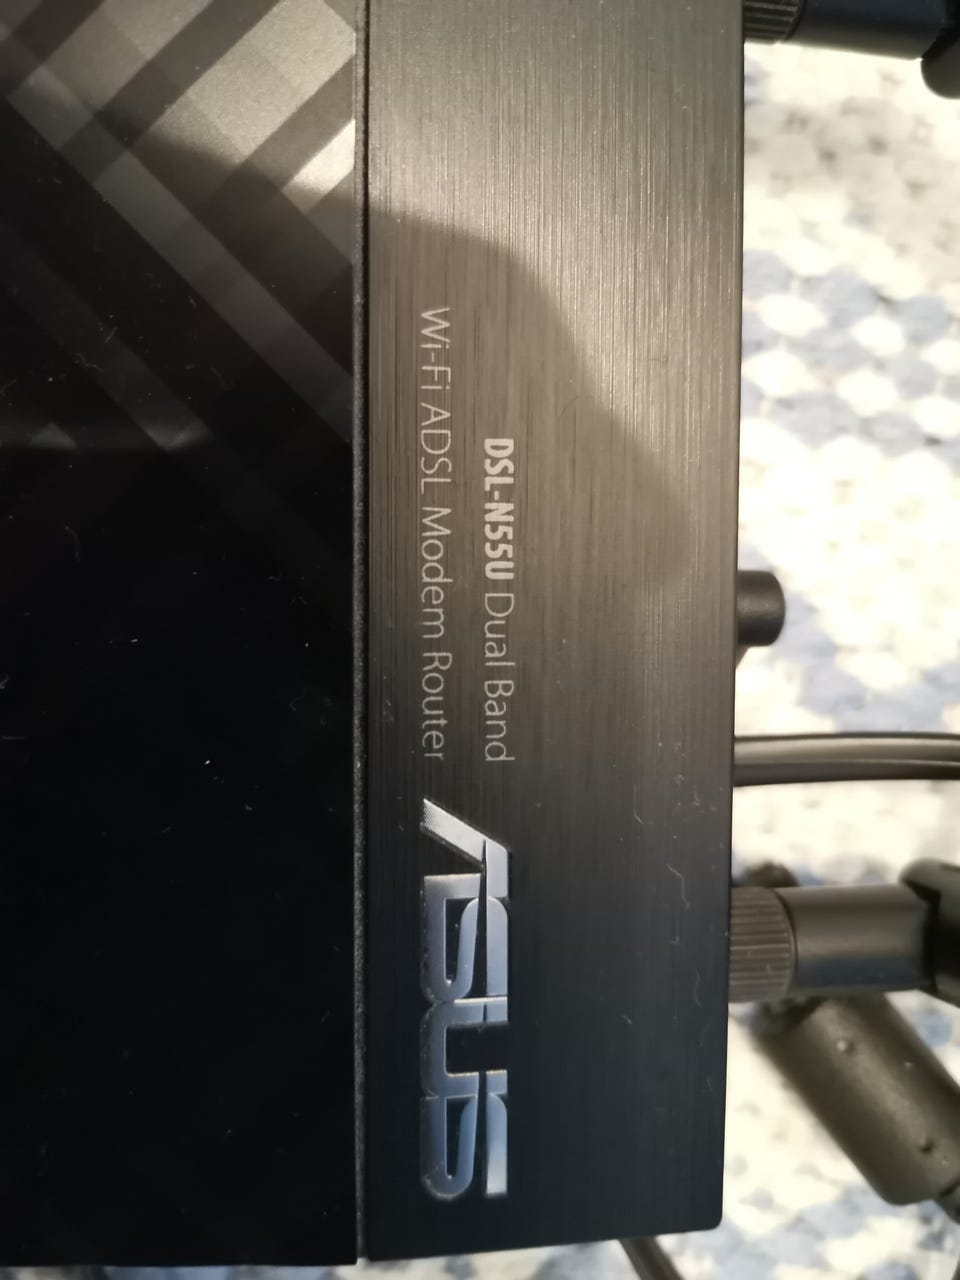 DSL-N55U Dual Band
Wi-Fi ADSL Modem Router
ASUS